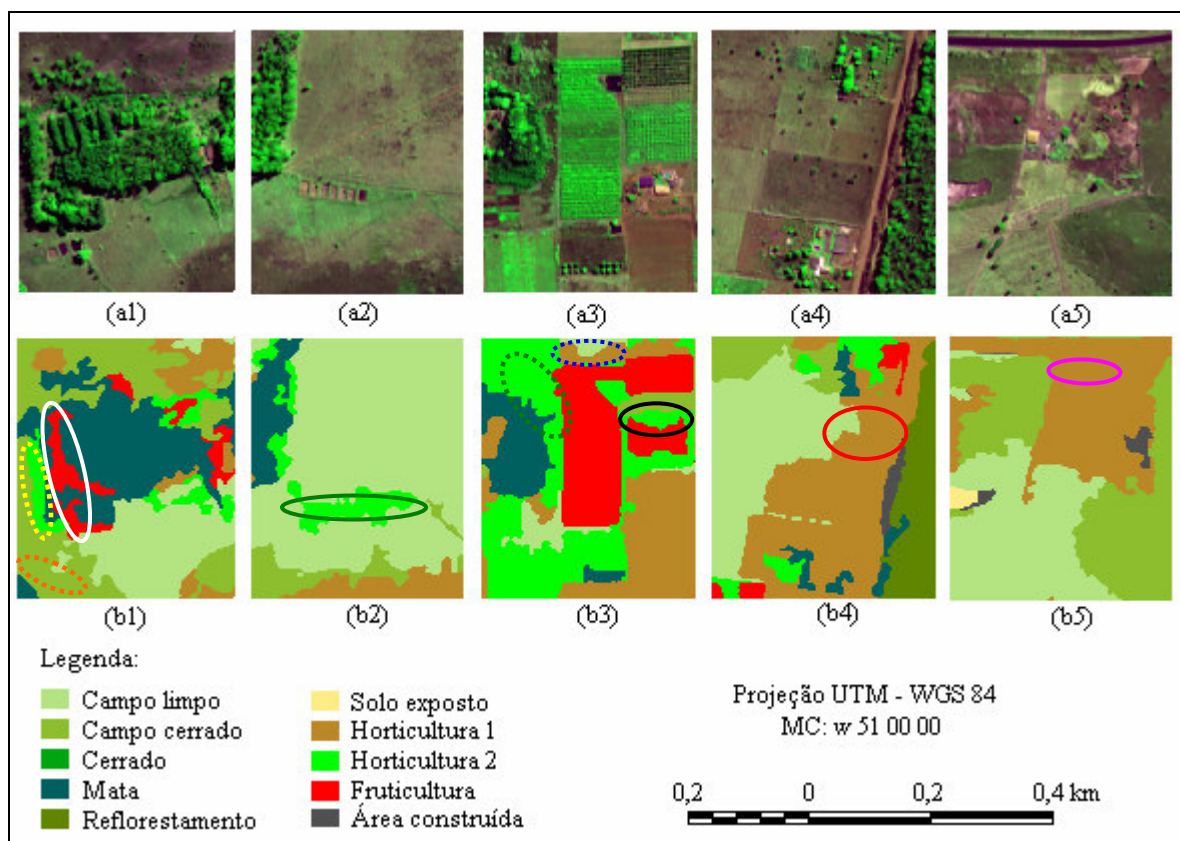 (a1) (a2) (a3) (a4) (a5)
(b1) (b2) (b3) (b4) (b5)
Legenda:
Campo limpo
Campo cerrado
Cerrado
Mata
Reflorestamento
Solo exposto
Horticultura 1
Horticultura 2
Fruticultura
Área construída
Projeção UTM - WGS 84
MC: w 51 00 00
0,2 0 0,2 0,4 km